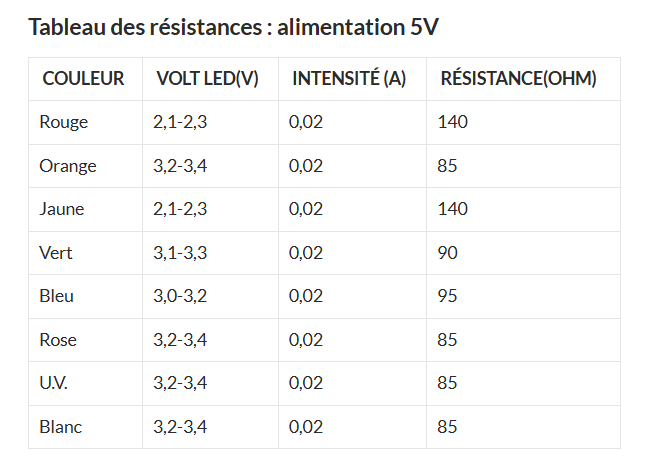 Tableau des résistances : alimentation 5V
COULEUR VOLT LED(V) INTENSITÉ (A) RÉSISTANCE(OHM)
Rouge 2,1-2,3 0,02 140
Orange 3,2-3,4 0,02 85
Jaune 2,1-2,3 0,02 140
Vert 3,1-3,3 0,02 90
Bleu 3,0-3,2 0,02 95
Rose 3,2-3,4 0,02 85
U.V. 3,2-3,4 0,02 85
Blanc 3,2-3,4 0,02 85